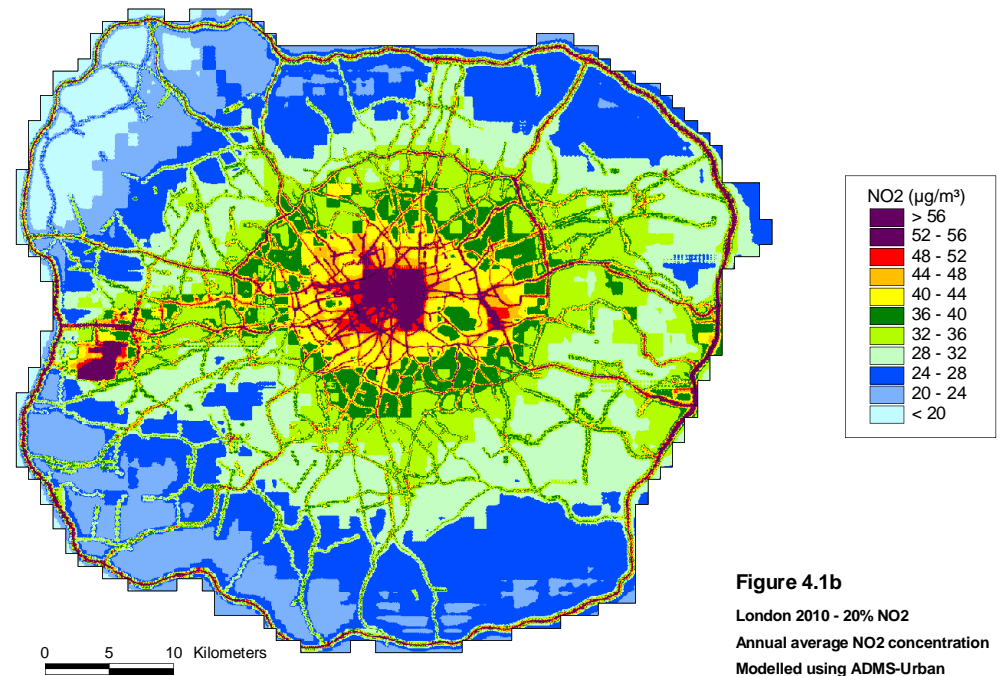 NO2 (µg/m³)
> 56
52 - 56
48 - 52
44 - 48
40 - 44
36 - 40
32 - 36
28 - 32
24 - 28
20 - 24
< 20
Figure 4.1b
London 2010 - 20% NO2
Annual average NO2 concentration
Modelled using ADMS-Urban
0 5 10 Kilometers